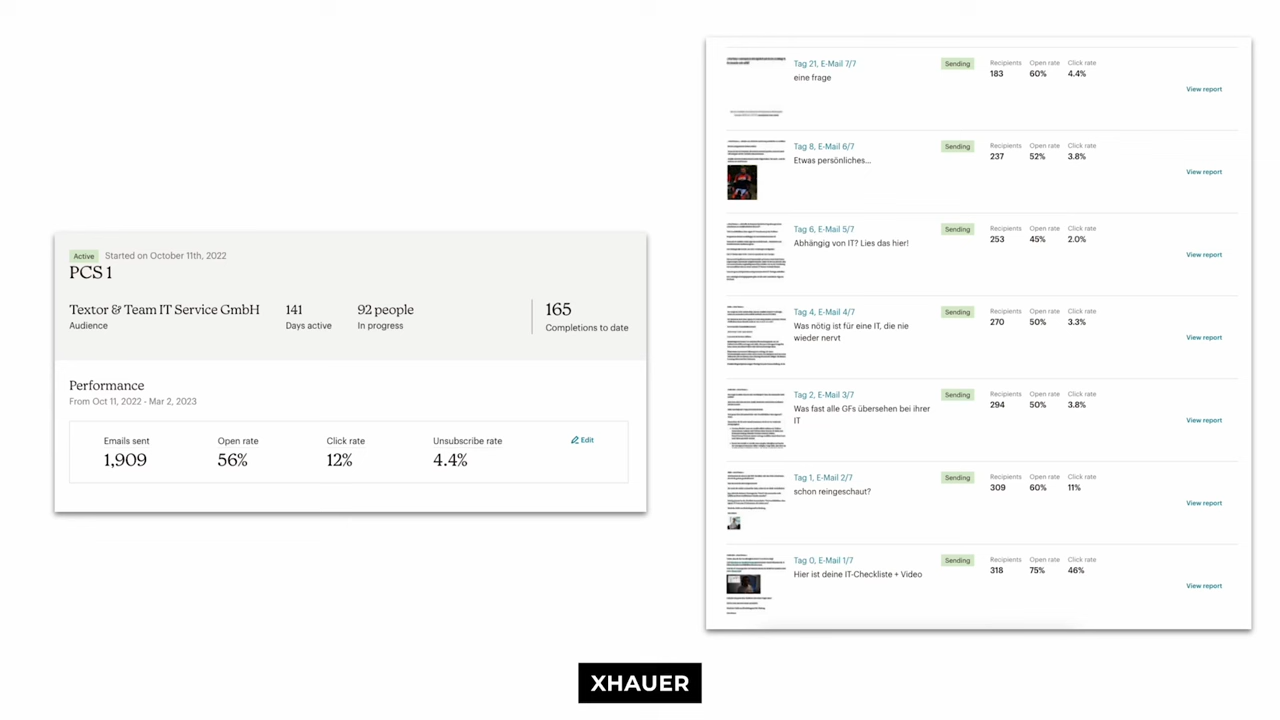 Active Started on October 11th, 2022
PCS 1
Textor & Team IT Service GmbH 141 92 people 165
Audience Days active In progress Completions to date
Performance
From Oct 11, 2022 - Mar 2, 2023
Emails sent Open rate Click rate Unsubscribe rate Edit
1,909 56% 12% 4.4%
Tag 21, E-Mail 7/7 Sending Recipients Open rate Click rate
eine frage 183 60% 4.4%
View report
Tag 8, E-Mail 6/7 Sending Recipients Open rate Click rate
Etwas persönliches... 237 52% 3.8%
View report
Tag 6, E-Mail 5/7 Sending Recipients Open rate Click rate
Abhängig von IT? Lies das hier! 253 45% 2.0%
View report
Tag 4, E-Mail 4/7 Sending Recipients Open rate Click rate
Was nötig ist für eine IT, die nie 270 50% 3.3%
wieder nervt View report
Tag 2, E-Mail 3/7 Sending Recipients Open rate Click rate
Was fast alle GFs übersehen bei ihrer 294 50% 3.8%
IT View report
Tag 1, E-Mail 2/7 Sending Recipients Open rate Click rate
schon reingeschaut? 309 60% 11%
View report
Tag 0, E-Mail 1/7 Sending Recipients Open rate Click rate
Hier ist deine IT-Checkliste + Video 318 75% 46%
View report
XHAUER